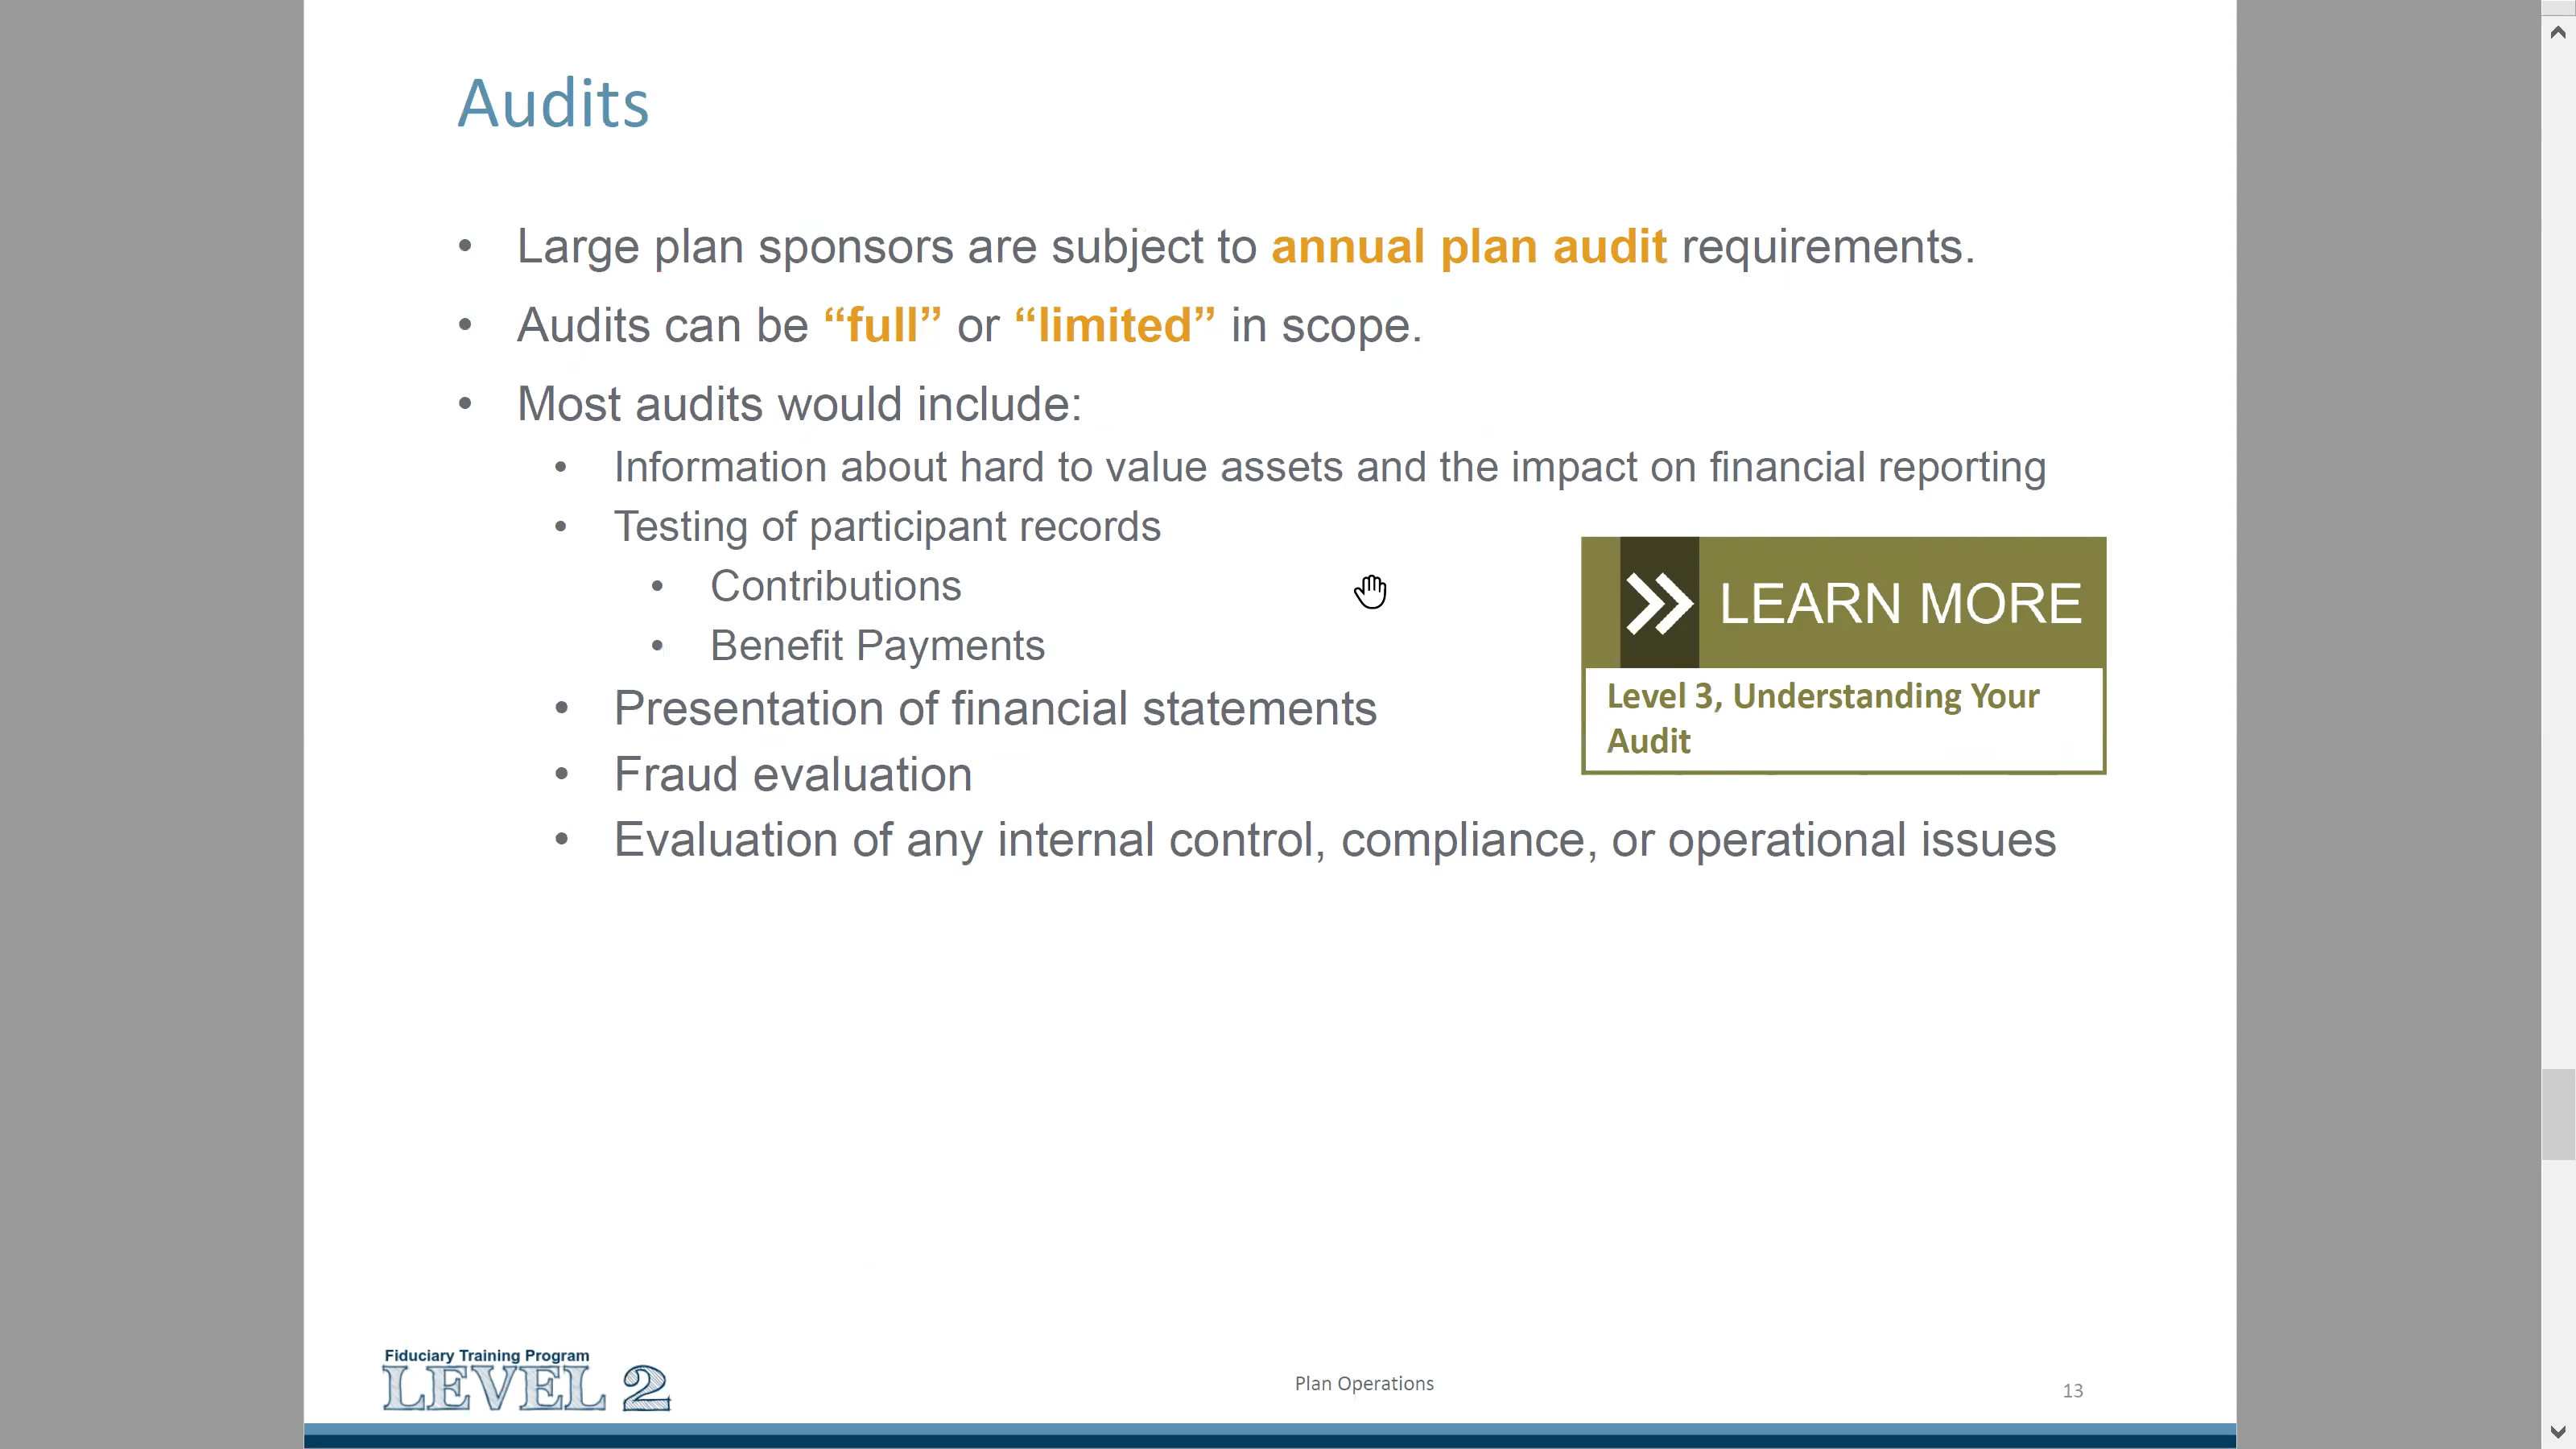 Audits
• Large plan sponsors are subject to annual plan audit requirements.
• Audits can be “full” or “limited” in scope.
• Most audits would include:
• Information about hard to value assets and the impact on financial reporting
• Testing of participant records
• Contributions
• Benefit Payments
• Presentation of financial statements
• Fraud evaluation
• Evaluation of any internal control, compliance, or operational issues
LEARN MORE
Level 3, Understanding Your
Audit
Fiduciary Training Program
LEVEL 2
Plan Operations
13